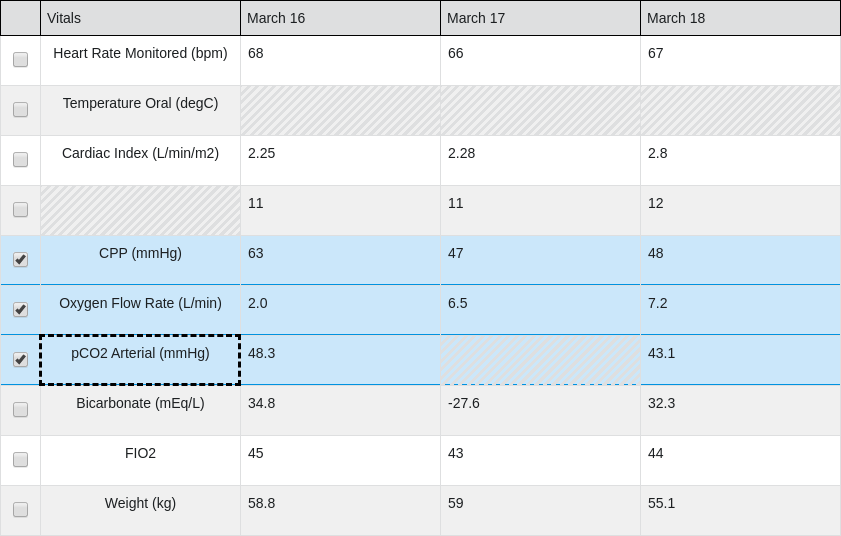 Vitals March 16 March 17 March 18
Heart Rate Monitored (bpm) 68 66 67
Temperature Oral (degC)
Cardiac Index (L/min/m2) 2.25 2.28 2.8
11 11 12
CPP (mmHg) 63 47 48
Oxygen Flow Rate (L/min) 2.0 6.5 7.2
pCO2 Arterial (mmHg) 48.3 43.1
Bicarbonate (mEq/L) 34.8 -27.6 32.3
FIO2 45 43 44
Weight (kg) 58.8 59 55.1